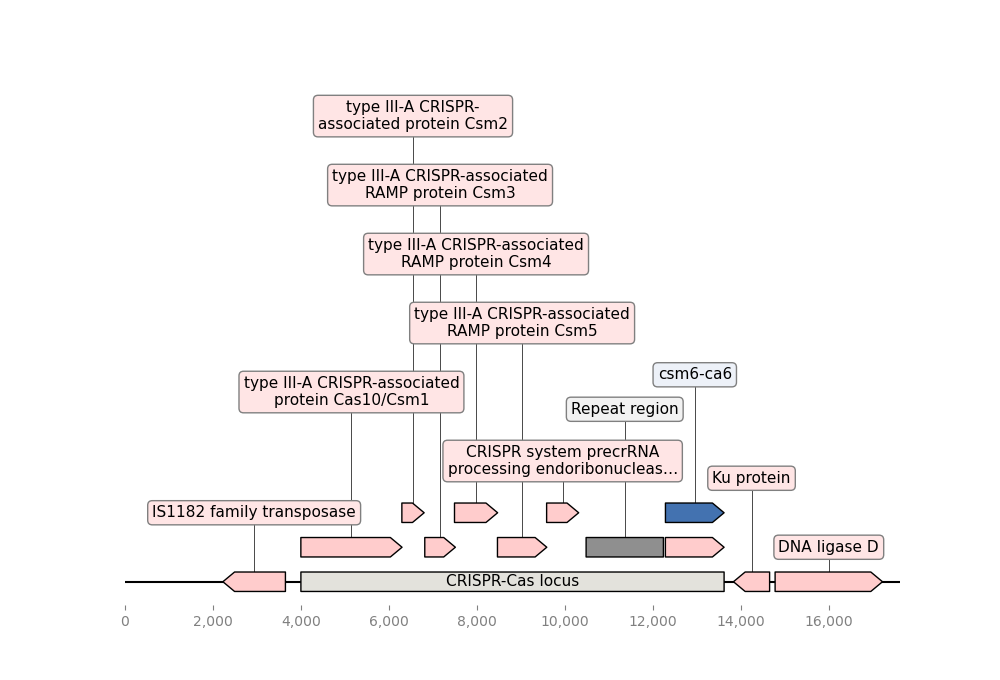 type III-A CRISPR-
associated protein Csm2
type III-A CRISPR-associated
RAMP protein Csm3
type III-A CRISPR-associated
RAMP protein Csm4
type III-A CRISPR-associated
RAMP protein Csm5
type III-A CRISPR-associated
protein Cas10/Csm1
csm6-ca6
Repeat region
CRISPR system precrRNA
processing endoribonucleas…
Ku protein
IS1182 family transposase
DNA ligase D
CRISPR-Cas locus
0 2,000 4,000 6,000 8,000 10,000 12,000 14,000 16,000